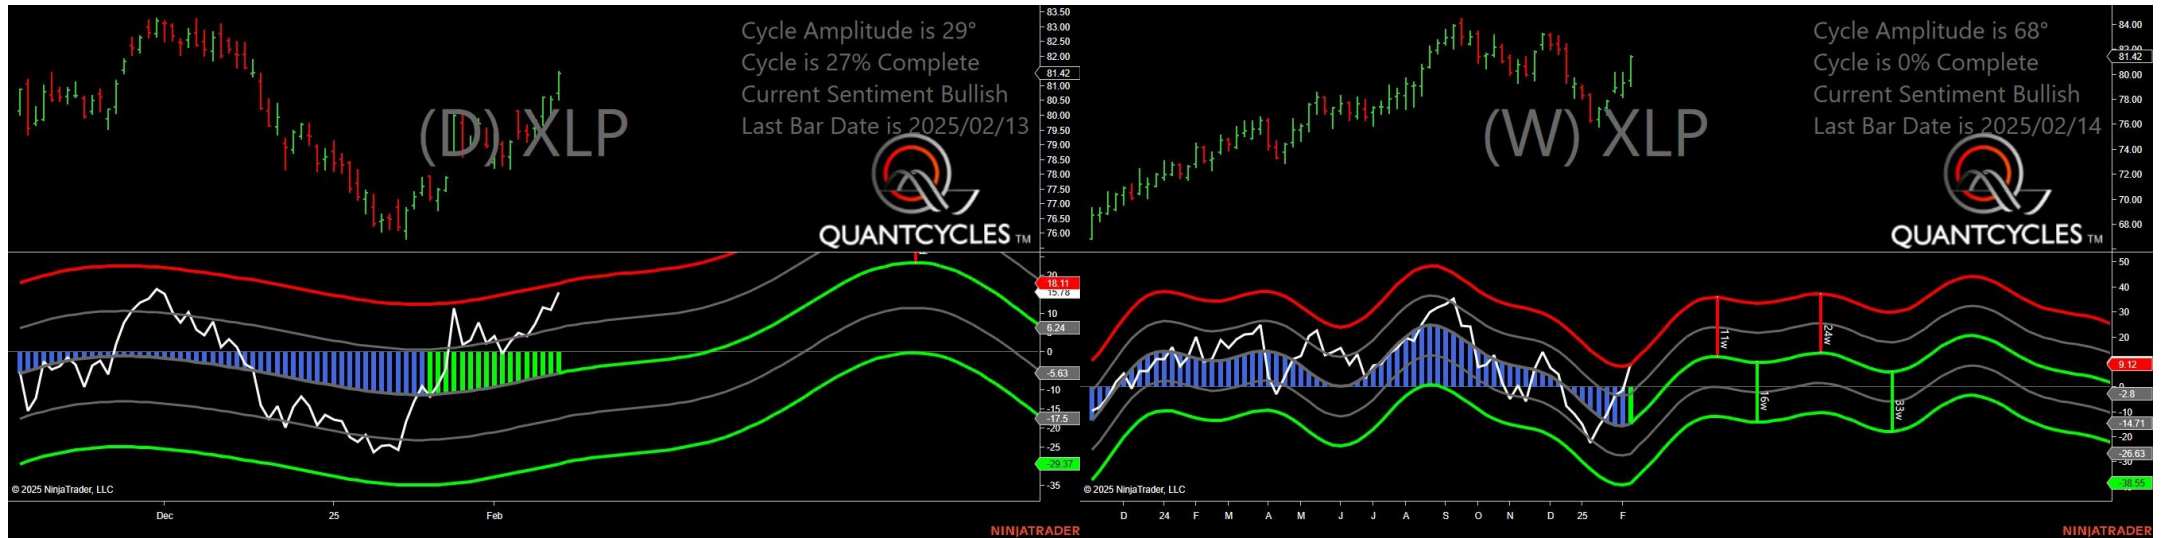 Cycle Amplitude is 29°
Cycle is 27% Complete
Current Sentiment Bullish
Last Bar Date is 2025/02/13
(D) XLP
QUANTCYCLES TM
83.50
83.00
82.50
82.00
81.42
81.00
80.50
80.00
79.50
79.00
78.50
78.00
77.50
77.00
76.50
76.00
20
18.11
15.78
10
6.24
0
-5.63
-10
-15
-17.5
-20
-25
-29.37
-35
© 2025 NinjaTrader, LLC
Dec
25
Feb
NINJATRADER
Cycle Amplitude is 68°
Cycle is 0% Complete
Current Sentiment Bullish
Last Bar Date is 2025/02/14
(W) XLP
QUANTCYCLES TM
84.00
82.00
81.42
80.00
78.00
76.00
74.00
72.00
70.00
68.00
50
40
30
20
9.12
0
-2.8
-10
-14.71
-20
-26.63
-30
-38.55
11w
16w
24w
33w
© 2025 NinjaTrader, LLC
D
24
F
M
A
M
J
J
A
S
O
N
D
25
F
NINJATRADER